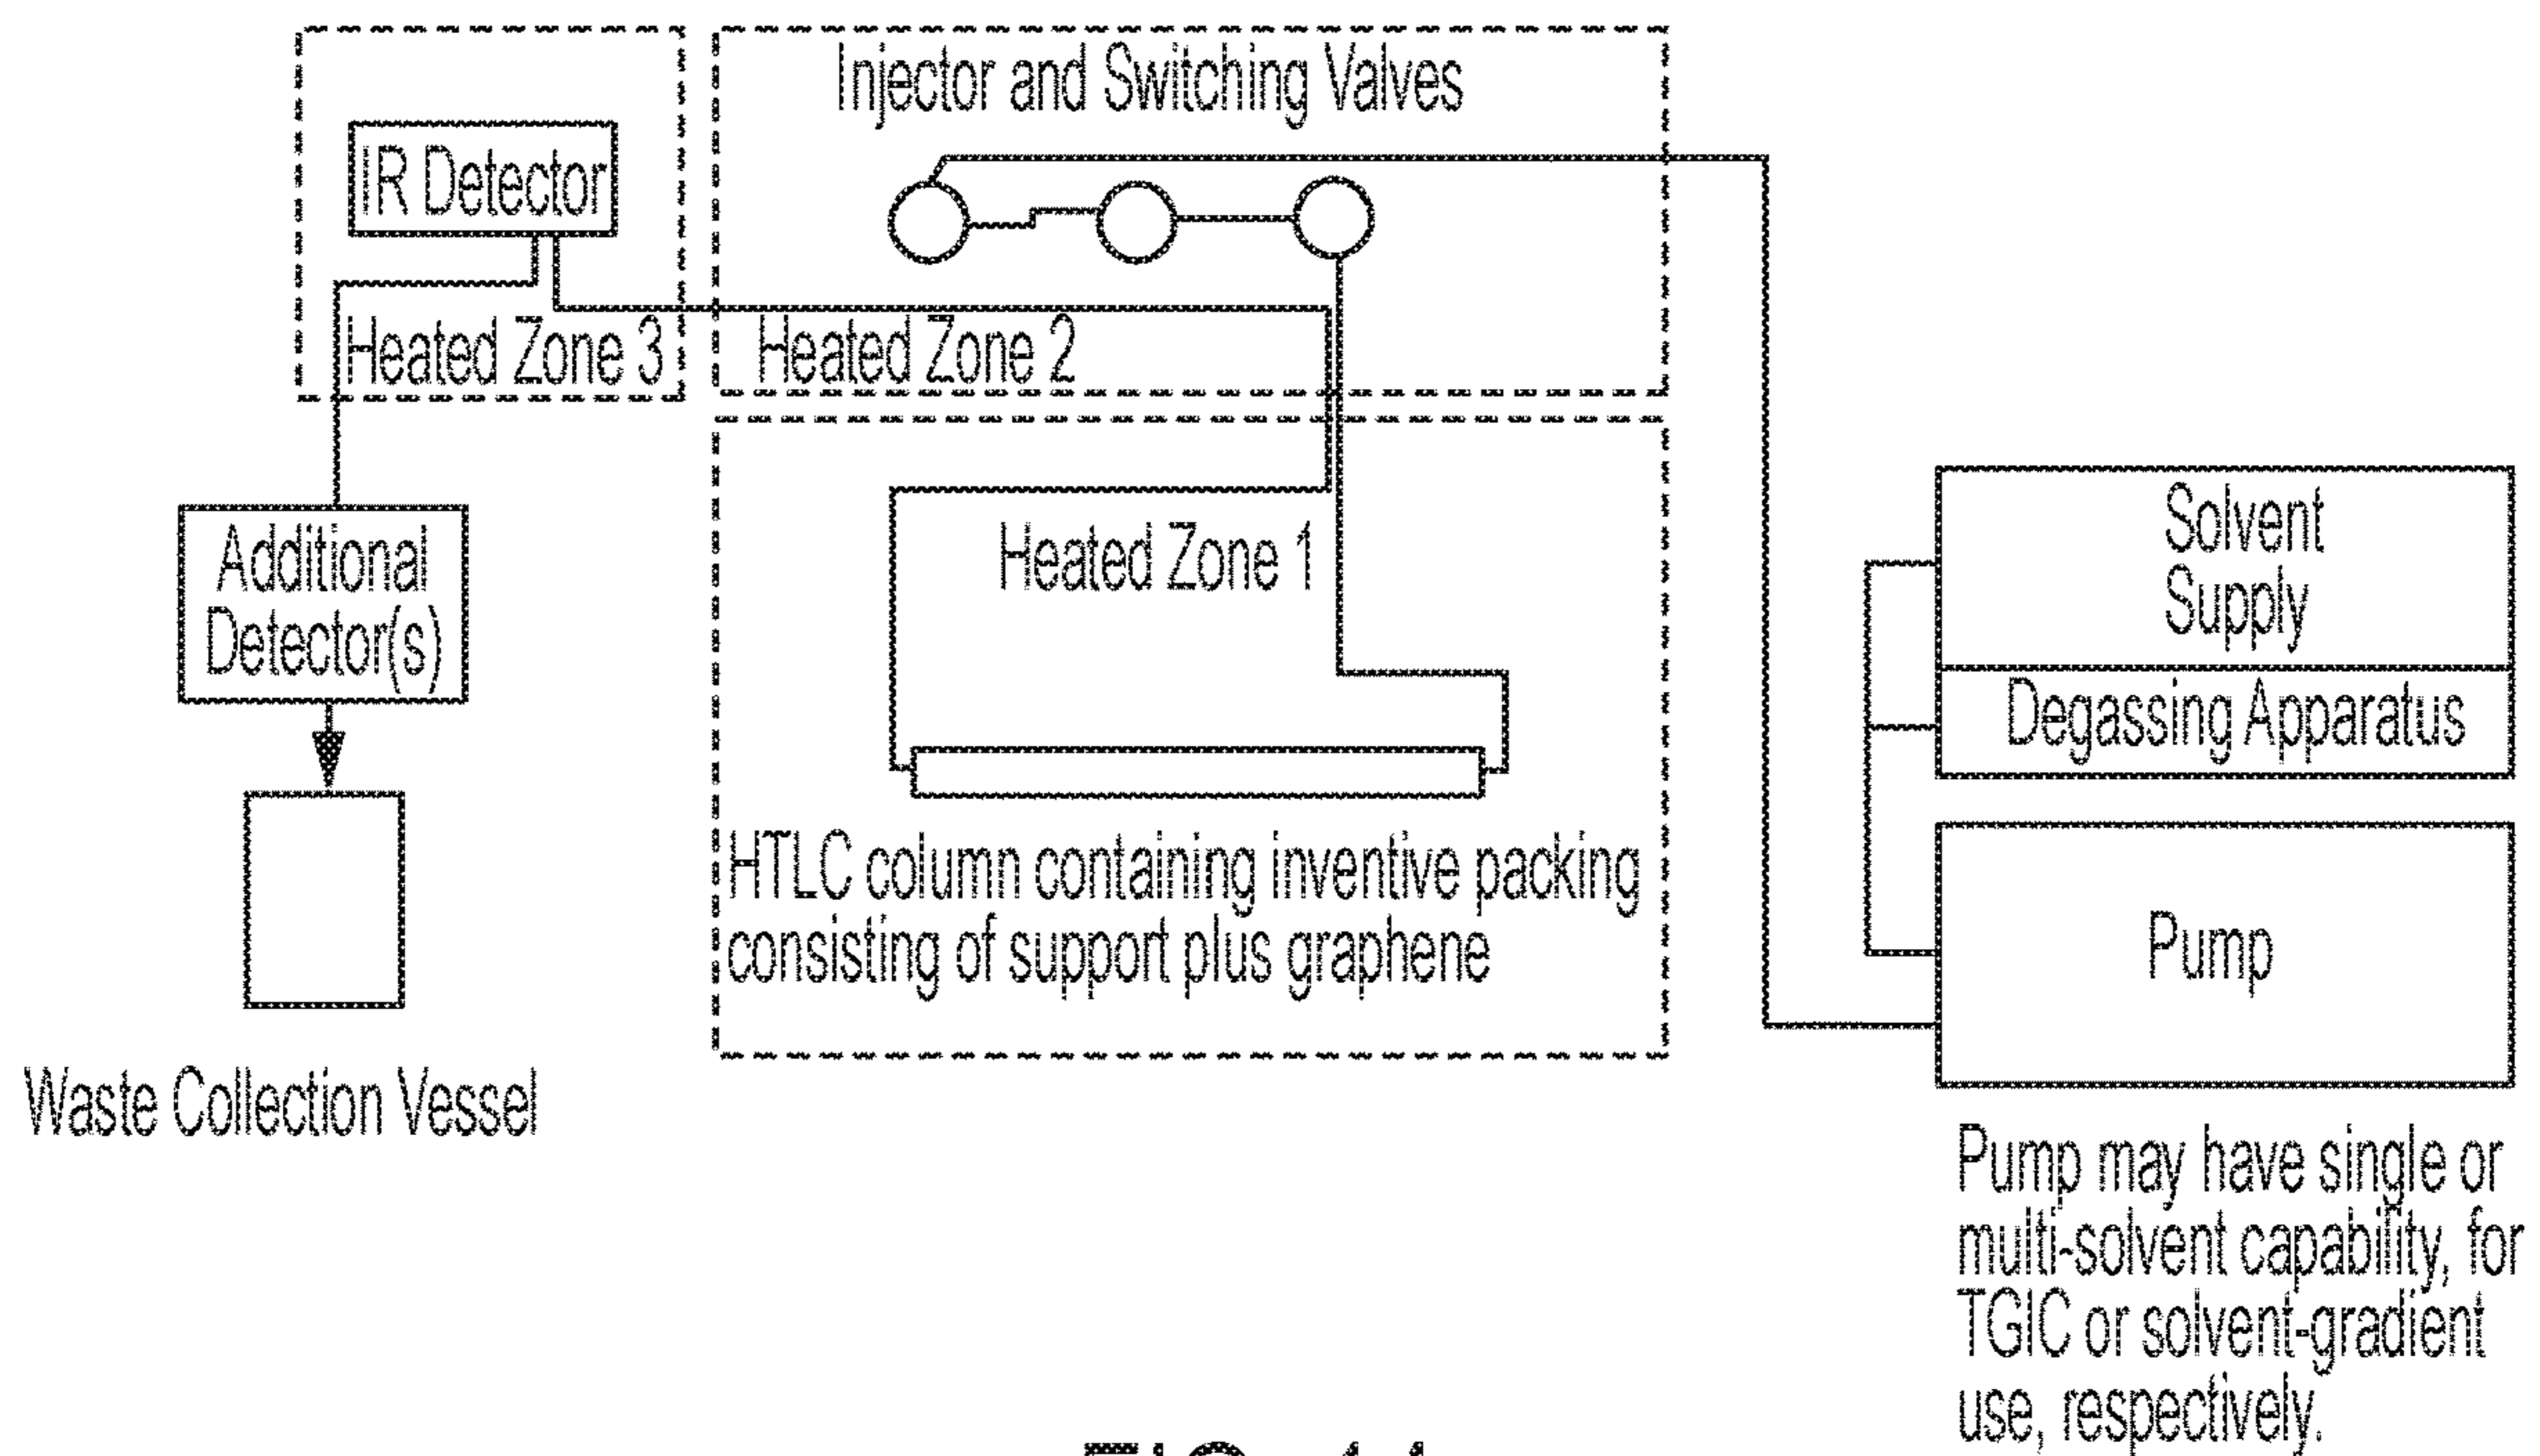 Injector and Switching Valves
IR Detector
Heated Zone 3
Heated Zone 2
Heated Zone 1
Additional
Detector(s)
Solvent
Supply
Degassing Apparatus
Pump
HTLC column containing inventive packing
consisting of support plus graphene
Waste Collection Vessel
Pump may have single or
multi-solvent capability, for
TGIC or solvent-gradient
use, respectively.